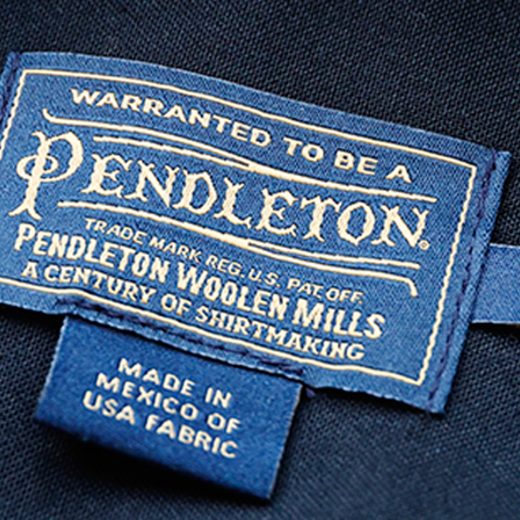 WARRANTED TO BE A
PENDLETON®
TRADE MARK REG. U.S. PAT. OFF.
PENDLETON WOOLEN MILLS
A CENTURY OF SHIRTMAKING
MADE IN
MEXICO OF
USA FABRIC